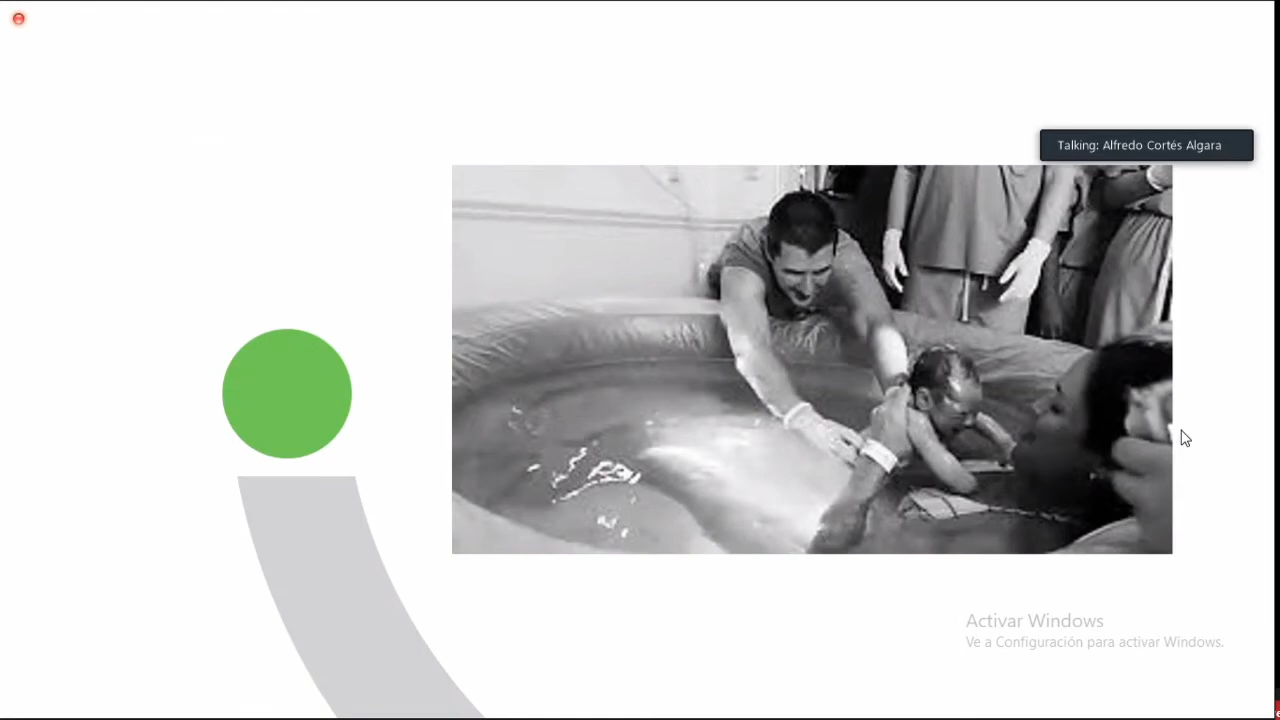 Talking: Alfredo Cortés Algara
Activar Windows
Ve a Configuración para activar Windows.